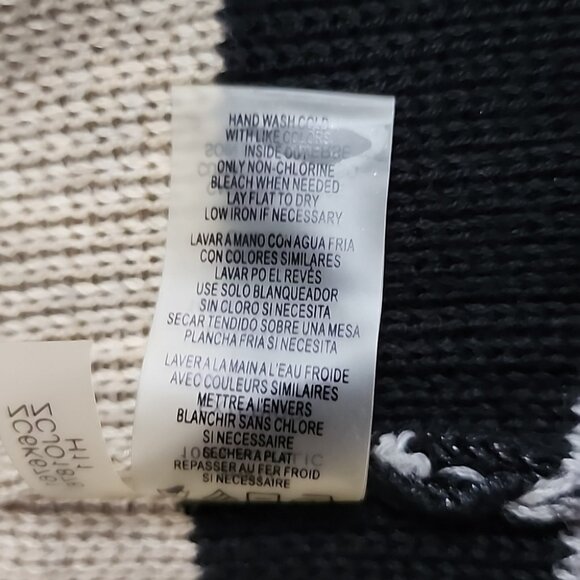 HAND WASH COLD
WITH LIKE COLORS
INSIDE OUT
ONLY NON-CHLORINE
BLEACH WHEN NEEDED
LAY FLAT TO DRY
LOW IRON IF NECESSARY
LAVAR A MANO CON AGUA FRIA
CON COLORES SIMILARES
LAVAR PO EL REVÉS
USE SOLO BLANQUEADOR
SIN CLORO SI NECESITA
SECAR TENDIDO SOBRE UNA MESA
PLANCHA FRIA SI NECESITA
LAVER A LA MAIN A L'EAU FROIDE
AVEC COULEURS SIMILAIRES
METTRE A L'ENVERS
BLANCHIR SANS CHLORE
SI NECESSAIRE
SECHER A PLAT
REPASSER AU FER FROID
SI NECESSAIRE